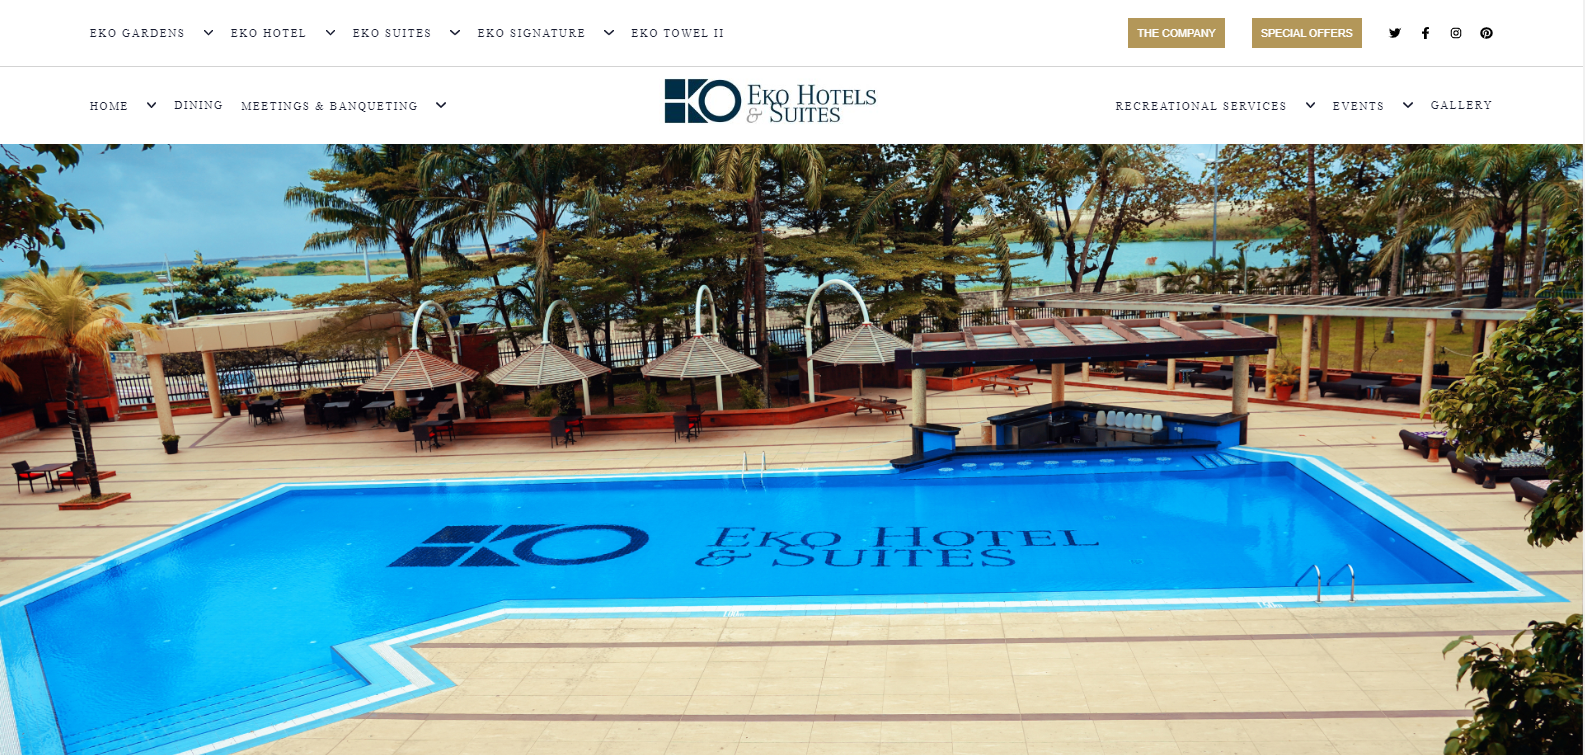 EKO GARDENS EKO HOTEL EKO SUITES EKO SIGNATURE EKO TOWEL II THE COMPANY SPECIAL OFFERS
HOME DINING MEETINGS & BANQUETING
EKO HOTELS
& SUITES
RECREATIONAL SERVICES EVENTS GALLERY
EKO HOTEL
& SUITES